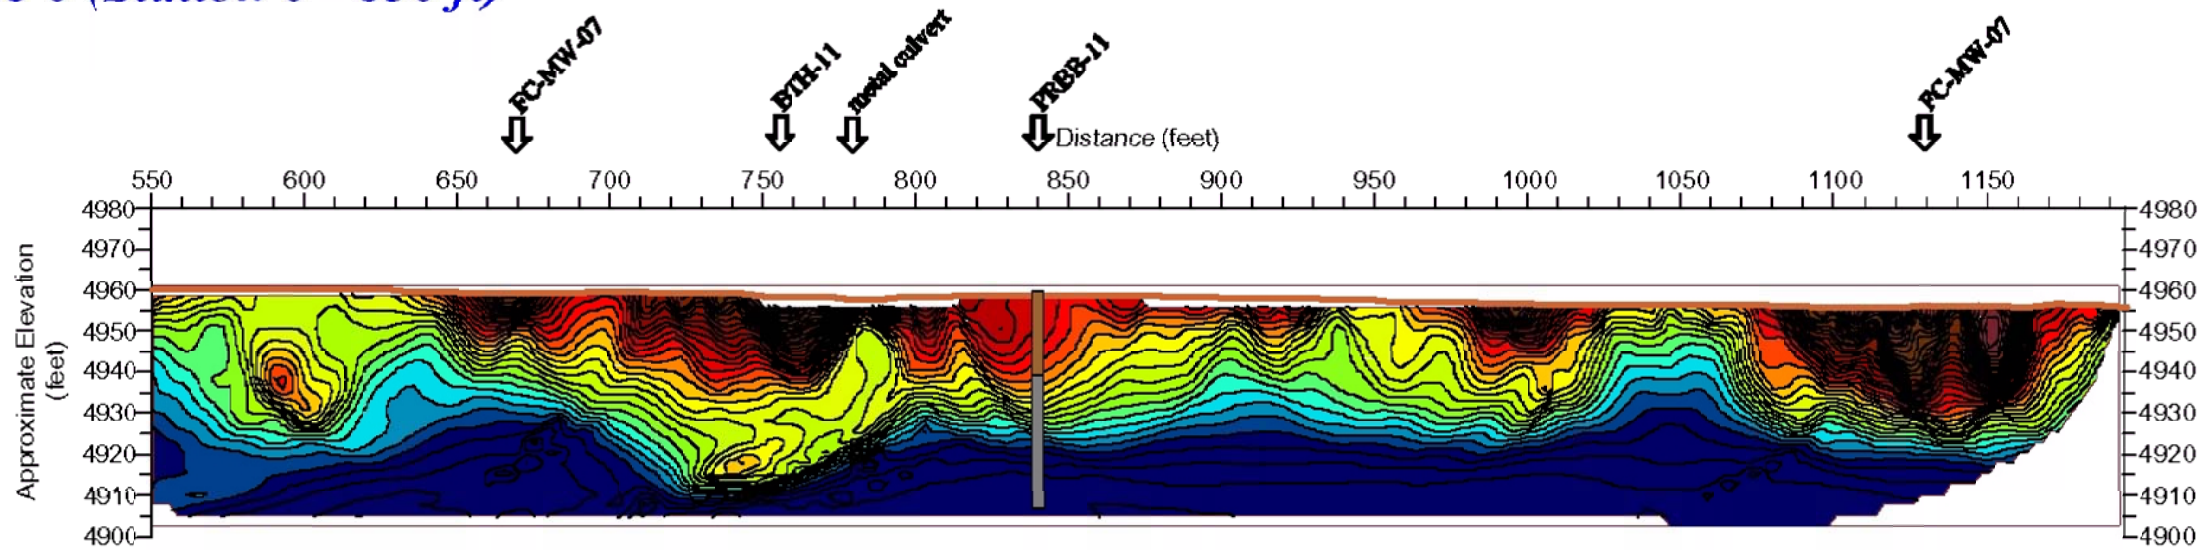 FC-MW-07
BTH-11
metal culvert
PRBB-11
FC-MW-07
Distance (feet)
550 600 650 700 750 800 850 900 950 1000 1050 1100 1150
Approximate Elevation
(feet)
4980 4980
4970 4970
4960 4960
4950 4950
4940 4940
4930 4930
4920 4920
4910 4910
4900 4900